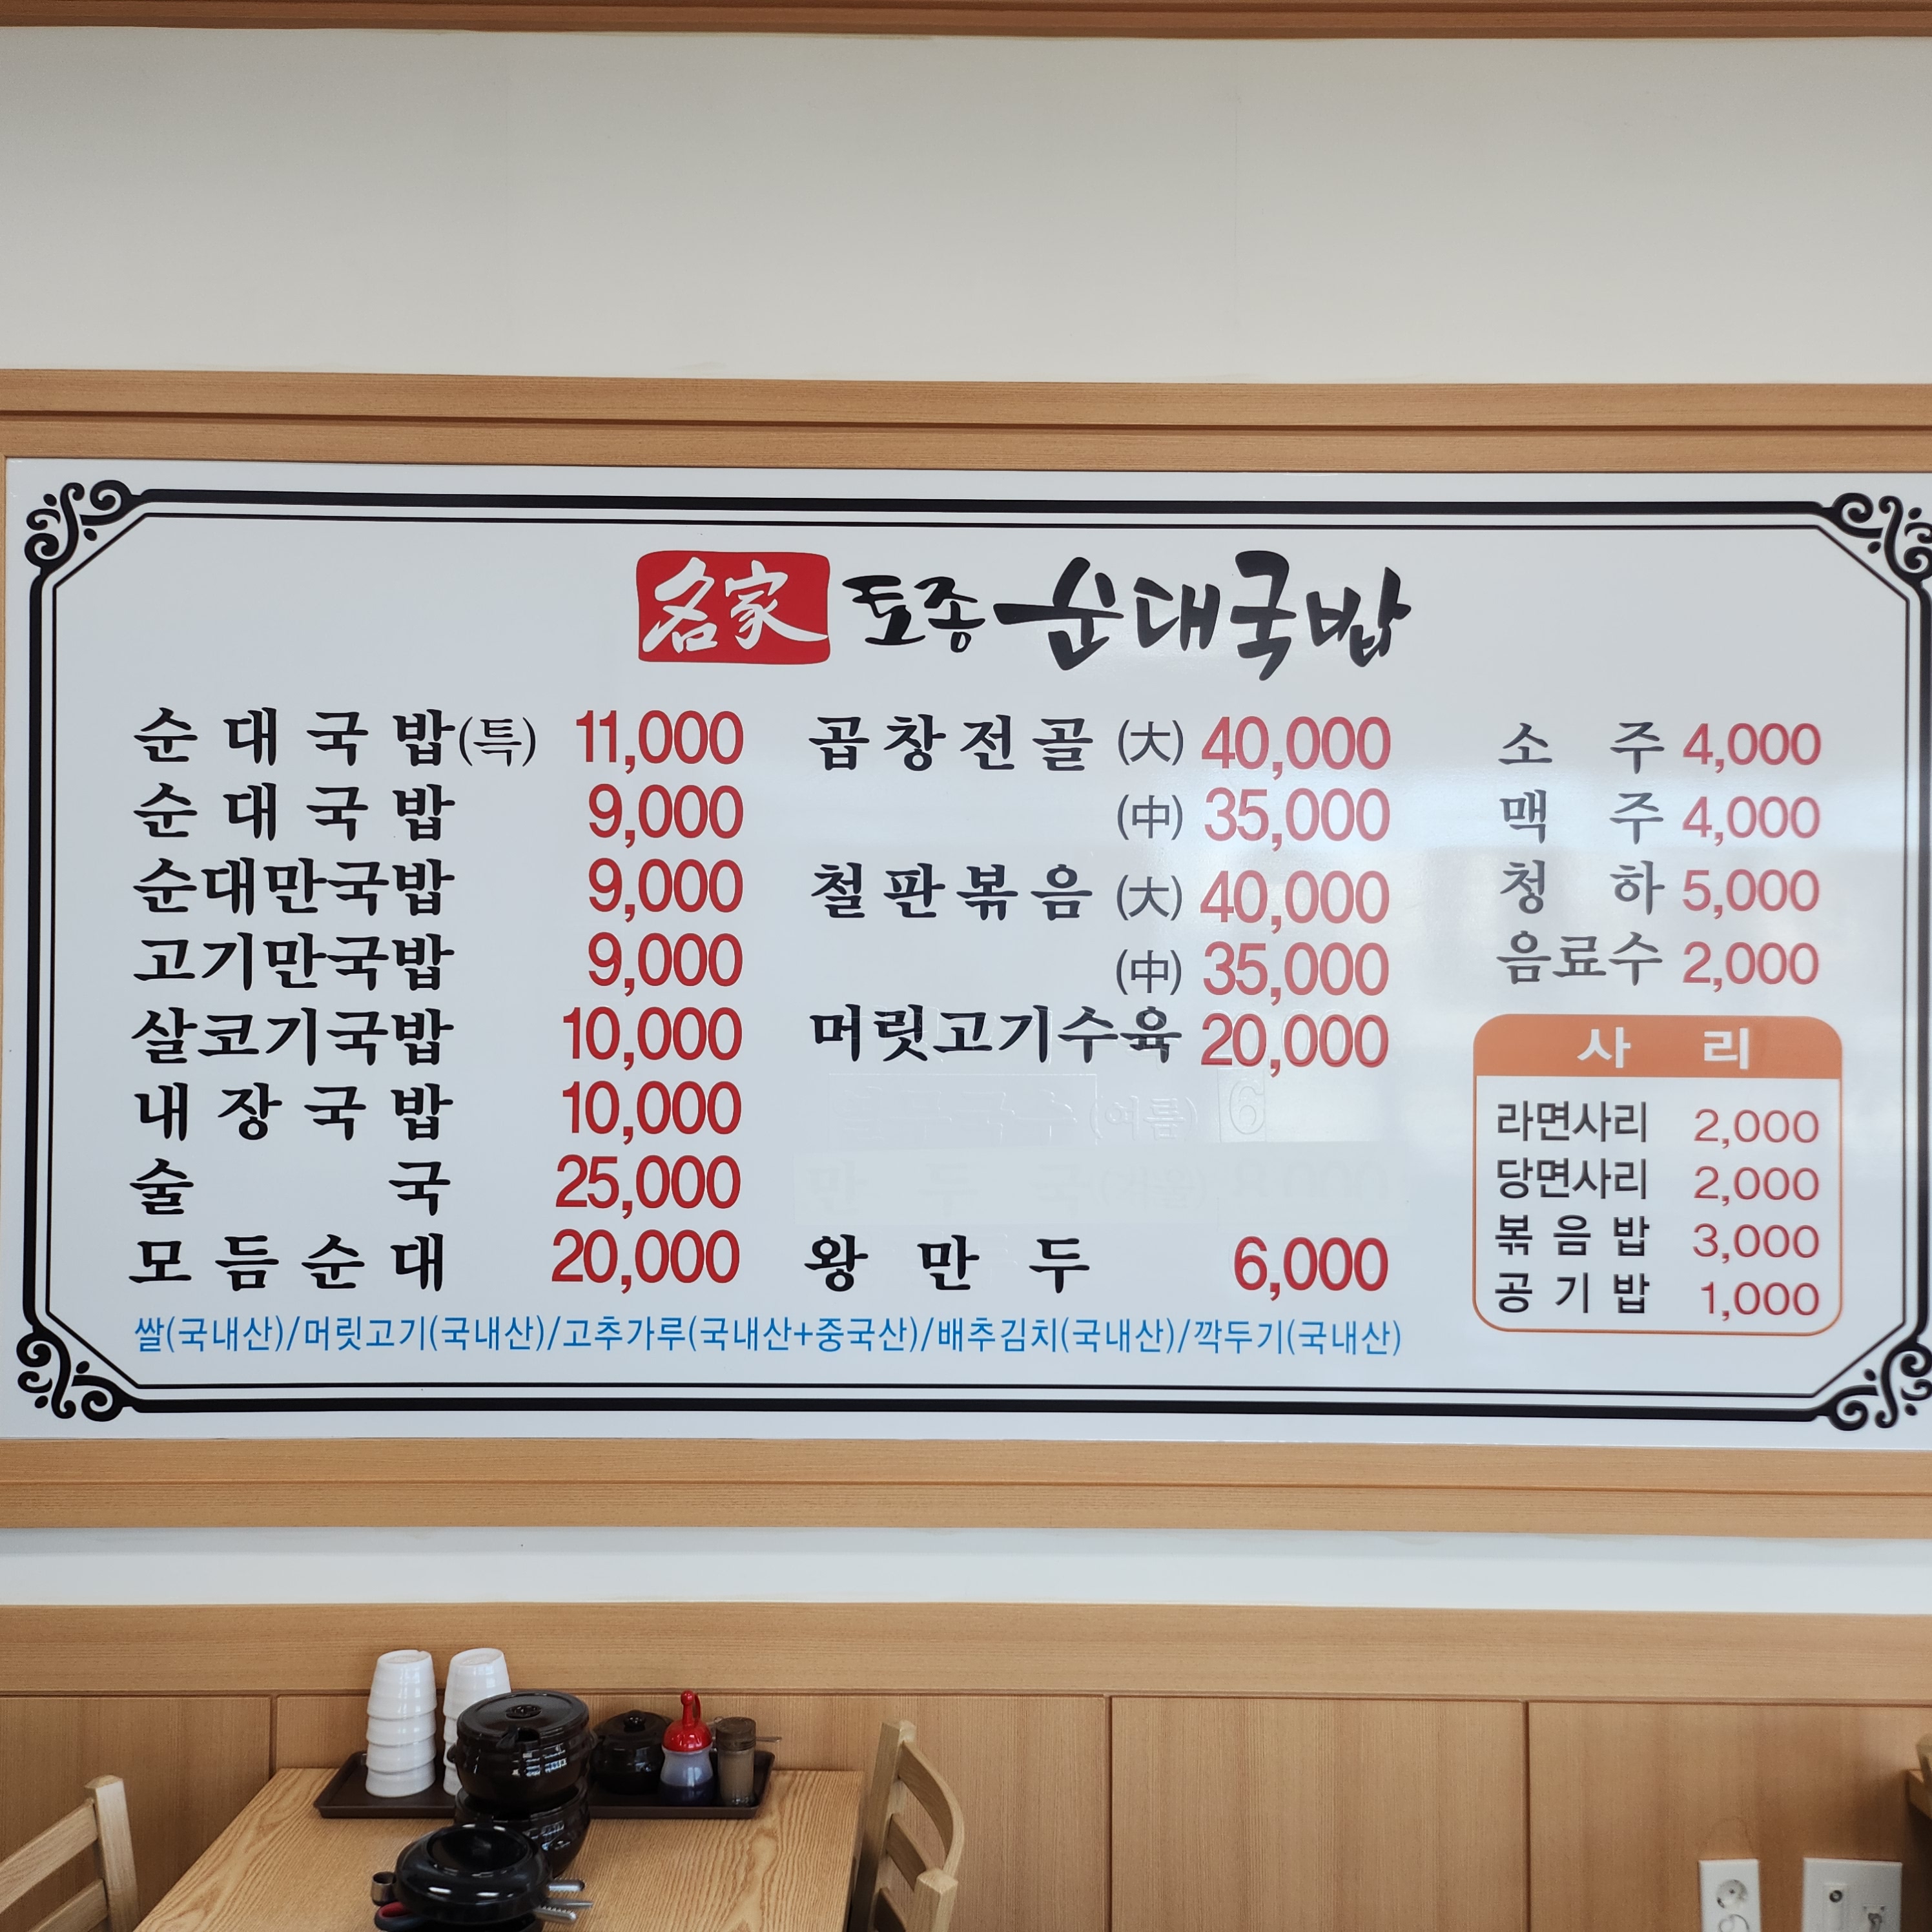 名家 토종 순대국밥
순대국밥(특) 11,000
순대국밥 9,000
순대만국밥 9,000
고기만국밥 9,000
살코기국밥 10,000
내장국밥 10,000
술국 25,000
모듬순대 20,000
곱창전골 (大) 40,000
(中) 35,000
철판볶음 (大) 40,000
(中) 35,000
머릿고기수육 20,000
왕만두 6,000
소주 4,000
맥주 4,000
청하 5,000
음료수 2,000
사리
라면사리 2,000
당면사리 2,000
볶음밥 3,000
공기밥 1,000
쌀(국내산)/머릿고기(국내산)/고추가루(국내산+중국산)/배추김치(국내산)/깍두기(국내산)